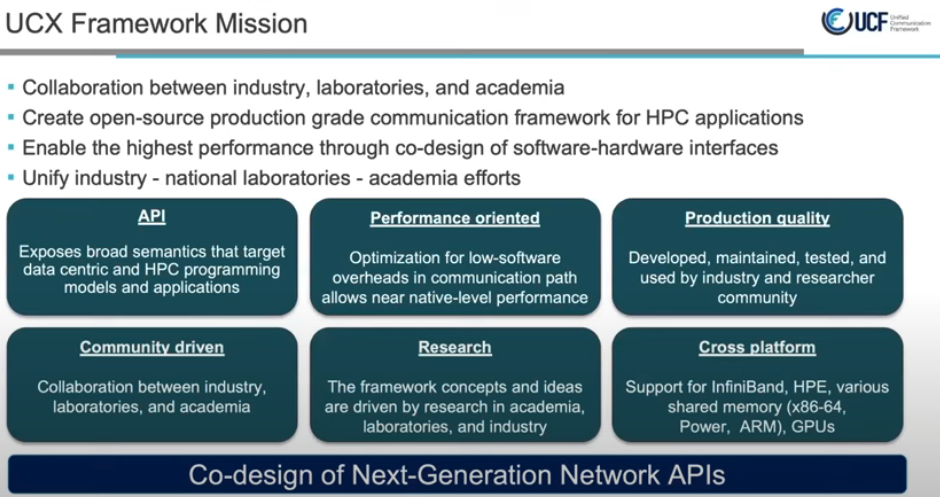 UCX Framework Mission
UCF Unified
Communication
Framework
Collaboration between industry, laboratories, and academia
Create open-source production grade communication framework for HPC applications
Enable the highest performance through co-design of software-hardware interfaces
Unify industry - national laboratories - academia efforts
API
Exposes broad semantics that target
data centric and HPC programming
models and applications
Performance oriented
Optimization for low-software
overheads in communication path
allows near native-level performance
Production quality
Developed, maintained, tested, and
used by industry and researcher
community
Community driven
Collaboration between industry,
laboratories, and academia
Research
The framework concepts and ideas
are driven by research in academia,
laboratories, and industry
Cross platform
Support for InfiniBand, HPE, various
shared memory (x86-64,
Power, ARM), GPUs
Co-design of Next-Generation Network APIs